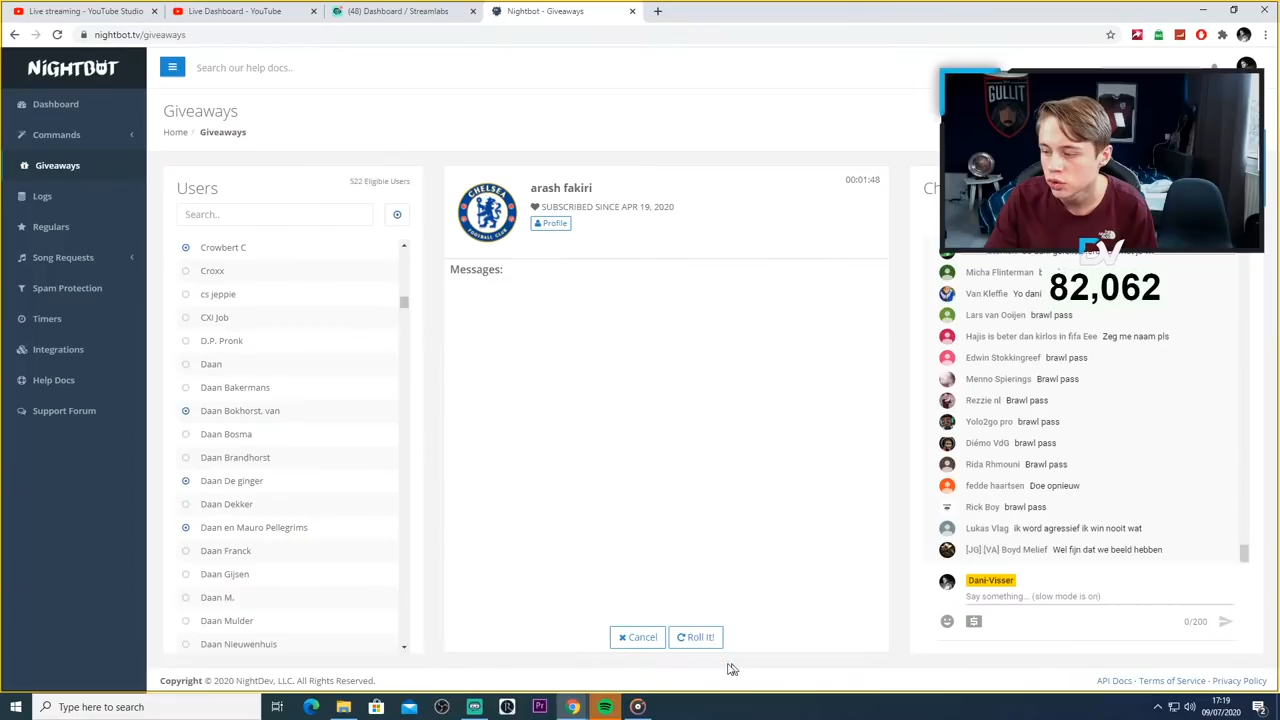 Live streaming - YouTube Studio
Live Dashboard - YouTube
(48) Dashboard / Streamlabs
Nightbot - Giveaways
nightbot.tv/giveaways
NIGHTBOT
Search our help docs..
Dashboard
Commands
Giveaways
Logs
Regulars
Song Requests
Spam Protection
Timers
Integrations
Help Docs
Support Forum
Giveaways
Home / Giveaways
Users
522 Eligible Users
Search..
Crowbert C
Croxx
cs jeppie
CXI Job
D.P. Pronk
Daan
Daan Bakermans
Daan Bokhorst, van
Daan Bosma
Daan Brandhorst
Daan De ginger
Daan Dekker
Daan en Mauro Pellegrims
Daan Franck
Daan Gijsen
Daan M.
Daan Mulder
Daan Nieuwenhuis
CHELSEA
FOOTBALL CLUB
arash fakiri
SUBSCRIBED SINCE APR 19, 2020
Profile
00:01:48
Messages:
Cancel
Roll It!
GULLIT
DV
82,062
Micha Flinterman b
Van Kleffie Yo dani
Lars van Ooijen brawl pass
Hajis is beter dan kirlos in fifa Eee Zeg me naam pls
Edwin Stokkingreef brawl pass
Menno Spierings Brawl pass
Rezzie nl Brawl pass
Yolo2go pro brawl pass
Diémo VdG brawl pass
Rida Rhmouni Brawl pass
fedde haartsen Doe opnieuw
Rick Boy brawl pass
Lukas Vlag ik word agressief ik win nooit wat
[JG] [VA] Boyd Melief Wel fijn dat we beeld hebben
Dani-Visser
Say something... (slow mode is on)
0/200
Copyright © 2020 NightDev, LLC. All Rights Reserved.
API Docs - Terms of Service - Privacy Policy
Type here to search
17:19
09/07/2020